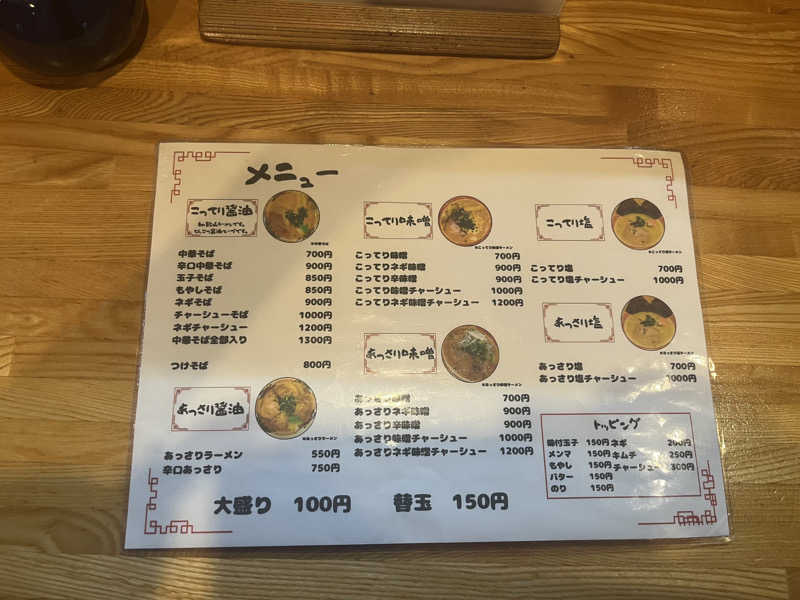 メニュー
こってり醤油
中華そば 700円
辛口中華そば 900円
玉子そば 850円
もやしそば 850円
ネギそば 900円
チャーシューそば 1000円
ネギチャーシュー 1200円
中華そば全部入り 1300円
つけそば 800円
あっさり醤油
あっさりラーメン 550円
辛口あっさり 750円
こってり味噌
こってり味噌 700円
こってりネギ味噌 900円
こってり辛味噌 900円
こってり味噌チャーシュー 1000円
こってりネギ味噌チャーシュー 1200円
あっさり味噌
あっさり味噌 700円
あっさりネギ味噌 900円
あっさり辛味噌 900円
あっさり味噌チャーシュー 1000円
あっさりネギ味噌チャーシュー 1200円
こってり塩
こってり塩 700円
こってり塩チャーシュー 1000円
あっさり塩
あっさり塩 700円
あっさり塩チャーシュー 1000円
トッピング
味付玉子 150円 ネギ 200円
メンマ 150円 キムチ 250円
もやし 150円 チャーシュー 300円
バター 150円
のり 150円
大盛り 100円 替玉 150円